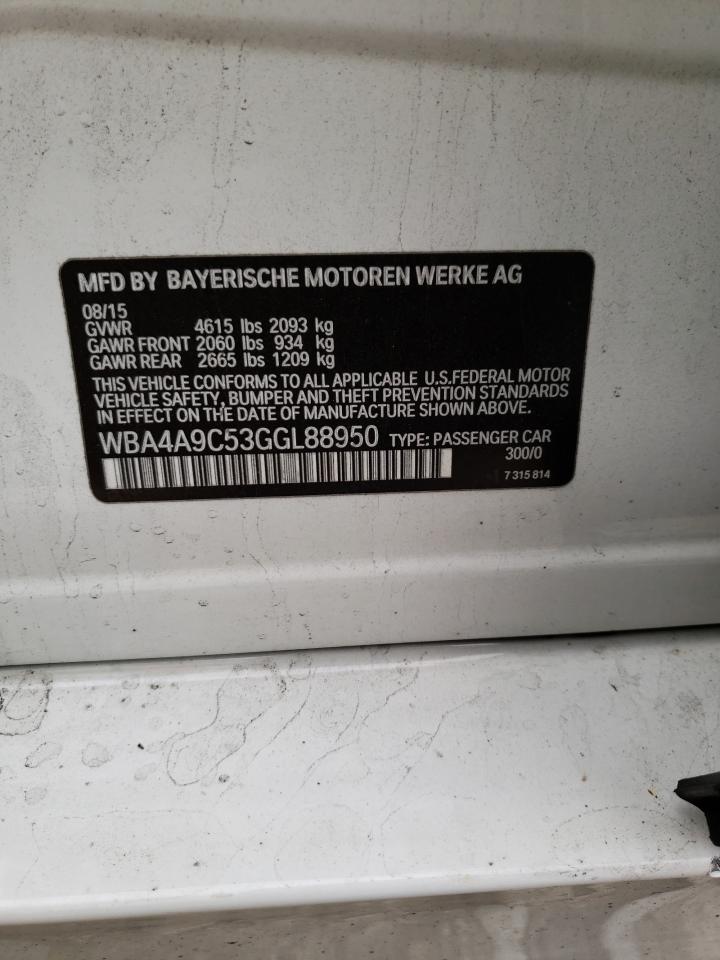 MFD BY BAYERISCHE MOTOREN WERKE AG
08/15
GVWR 4615 lbs 2093 kg
GAWR FRONT 2060 lbs 934 kg
GAWR REAR 2665 lbs 1209 kg
THIS VEHICLE CONFORMS TO ALL APPLICABLE U.S.FEDERAL MOTOR
VEHICLE SAFETY, BUMPER AND THEFT PREVENTION STANDARDS
IN EFFECT ON THE DATE OF MANUFACTURE SHOWN ABOVE.
WBA4A9C53GGL88950 TYPE: PASSENGER CAR
300/0
7 315 814